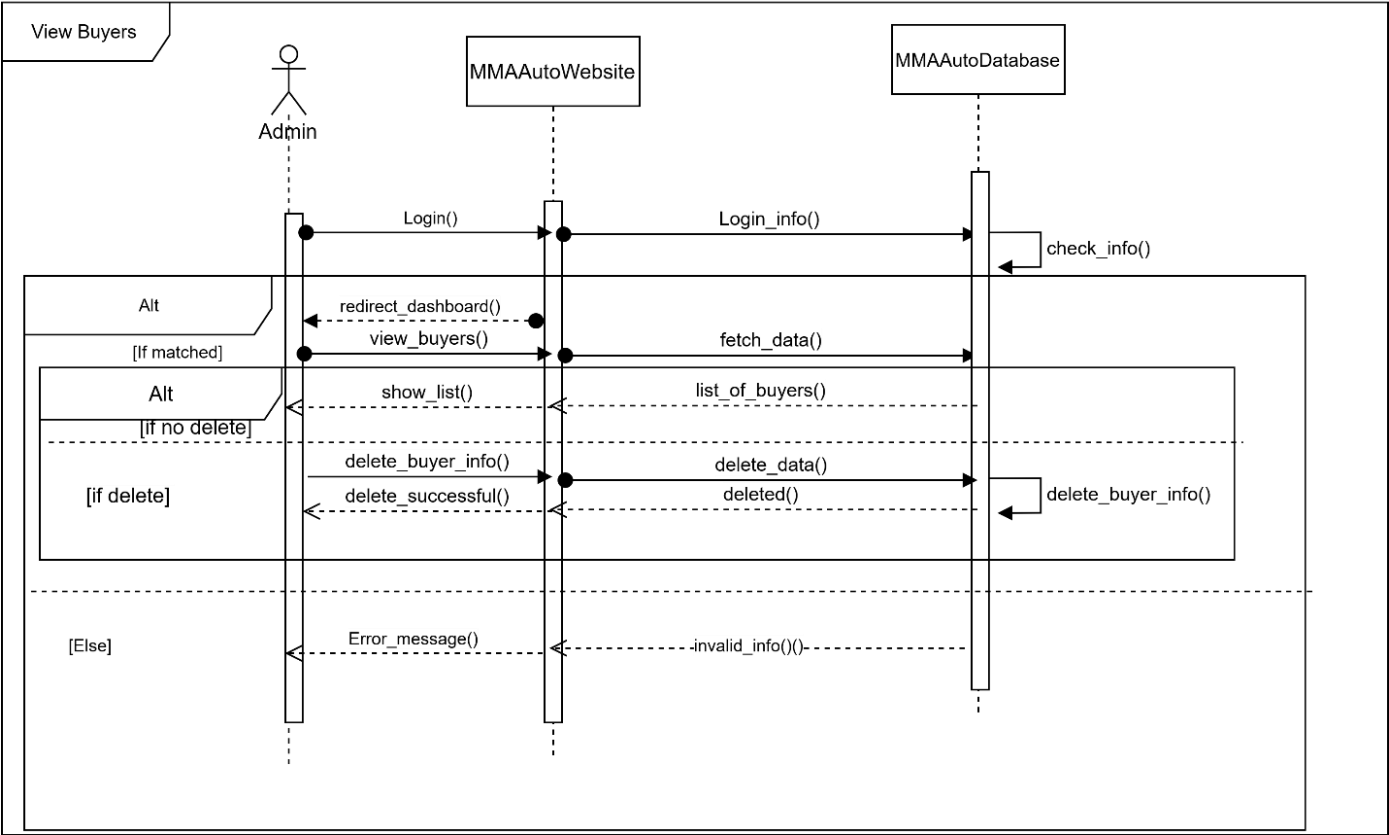 View Buyers
Admin
MMAAutoWebsite
MMAAutoDatabase
Login()
Login_info()
check_info()
Alt
redirect_dashboard()
[If matched]
view_buyers()
fetch_data()
Alt
show_list()
list_of_buyers()
[if no delete]
delete_buyer_info()
delete_data()
[if delete]
delete_successful()
deleted()
delete_buyer_info()
[Else]
Error_message()
invalid_info()()